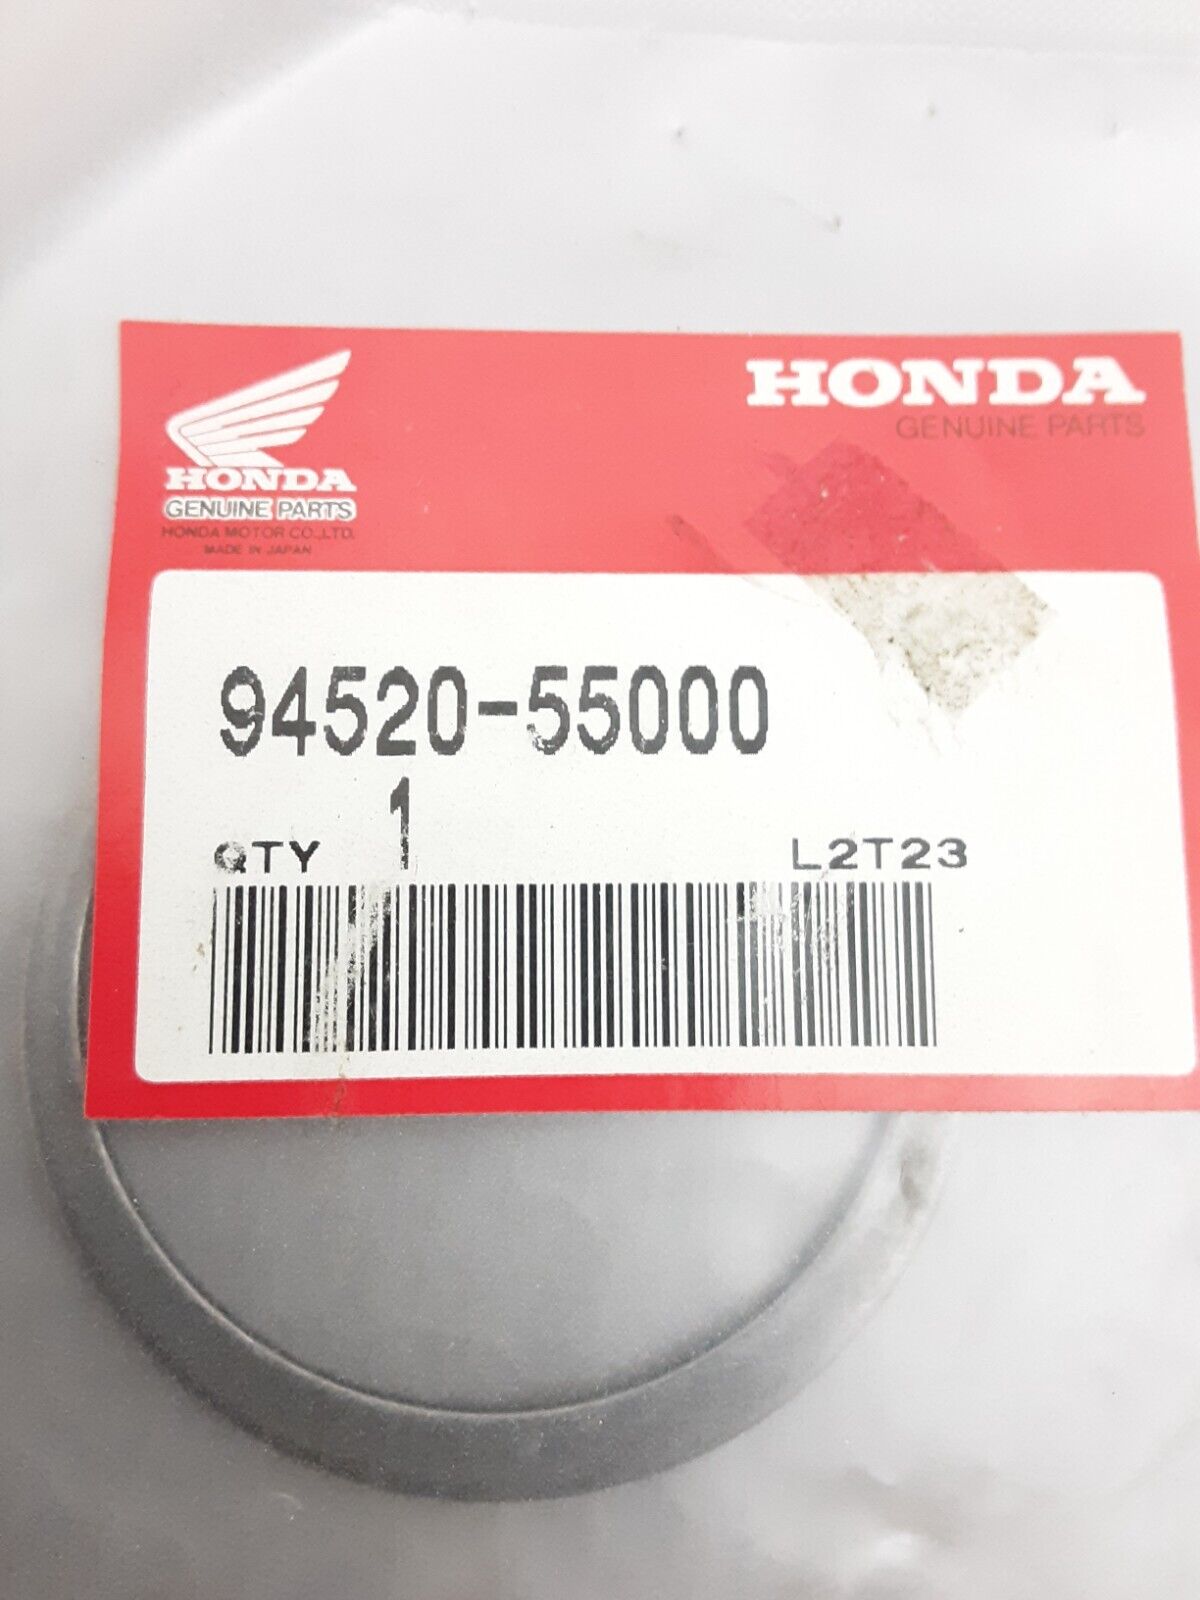 HONDA
GENUINE PARTS
HONDA
GENUINE PARTS
HONDA MOTOR CO.,LTD.
MADE IN JAPAN
94520-55000
1
QTY
L2T23